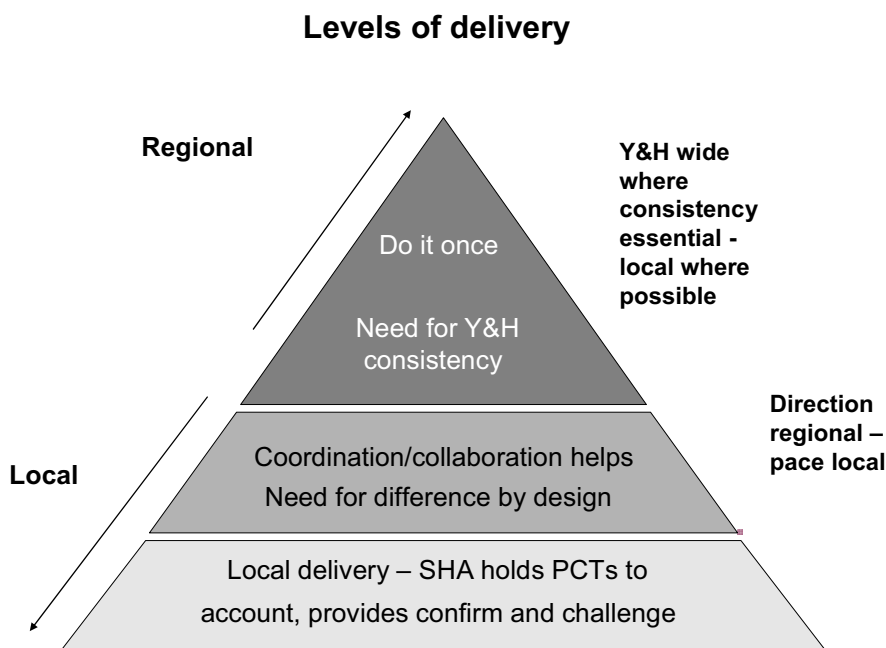 Levels of delivery
Regional
Y&H wide
where
consistency
essential -
local where
possible
Do it once
Need for Y&H
consistency
Direction
regional –
pace local
Local
Coordination/collaboration helps
Need for difference by design
Local delivery – SHA holds PCTs to
account, provides confirm and challenge